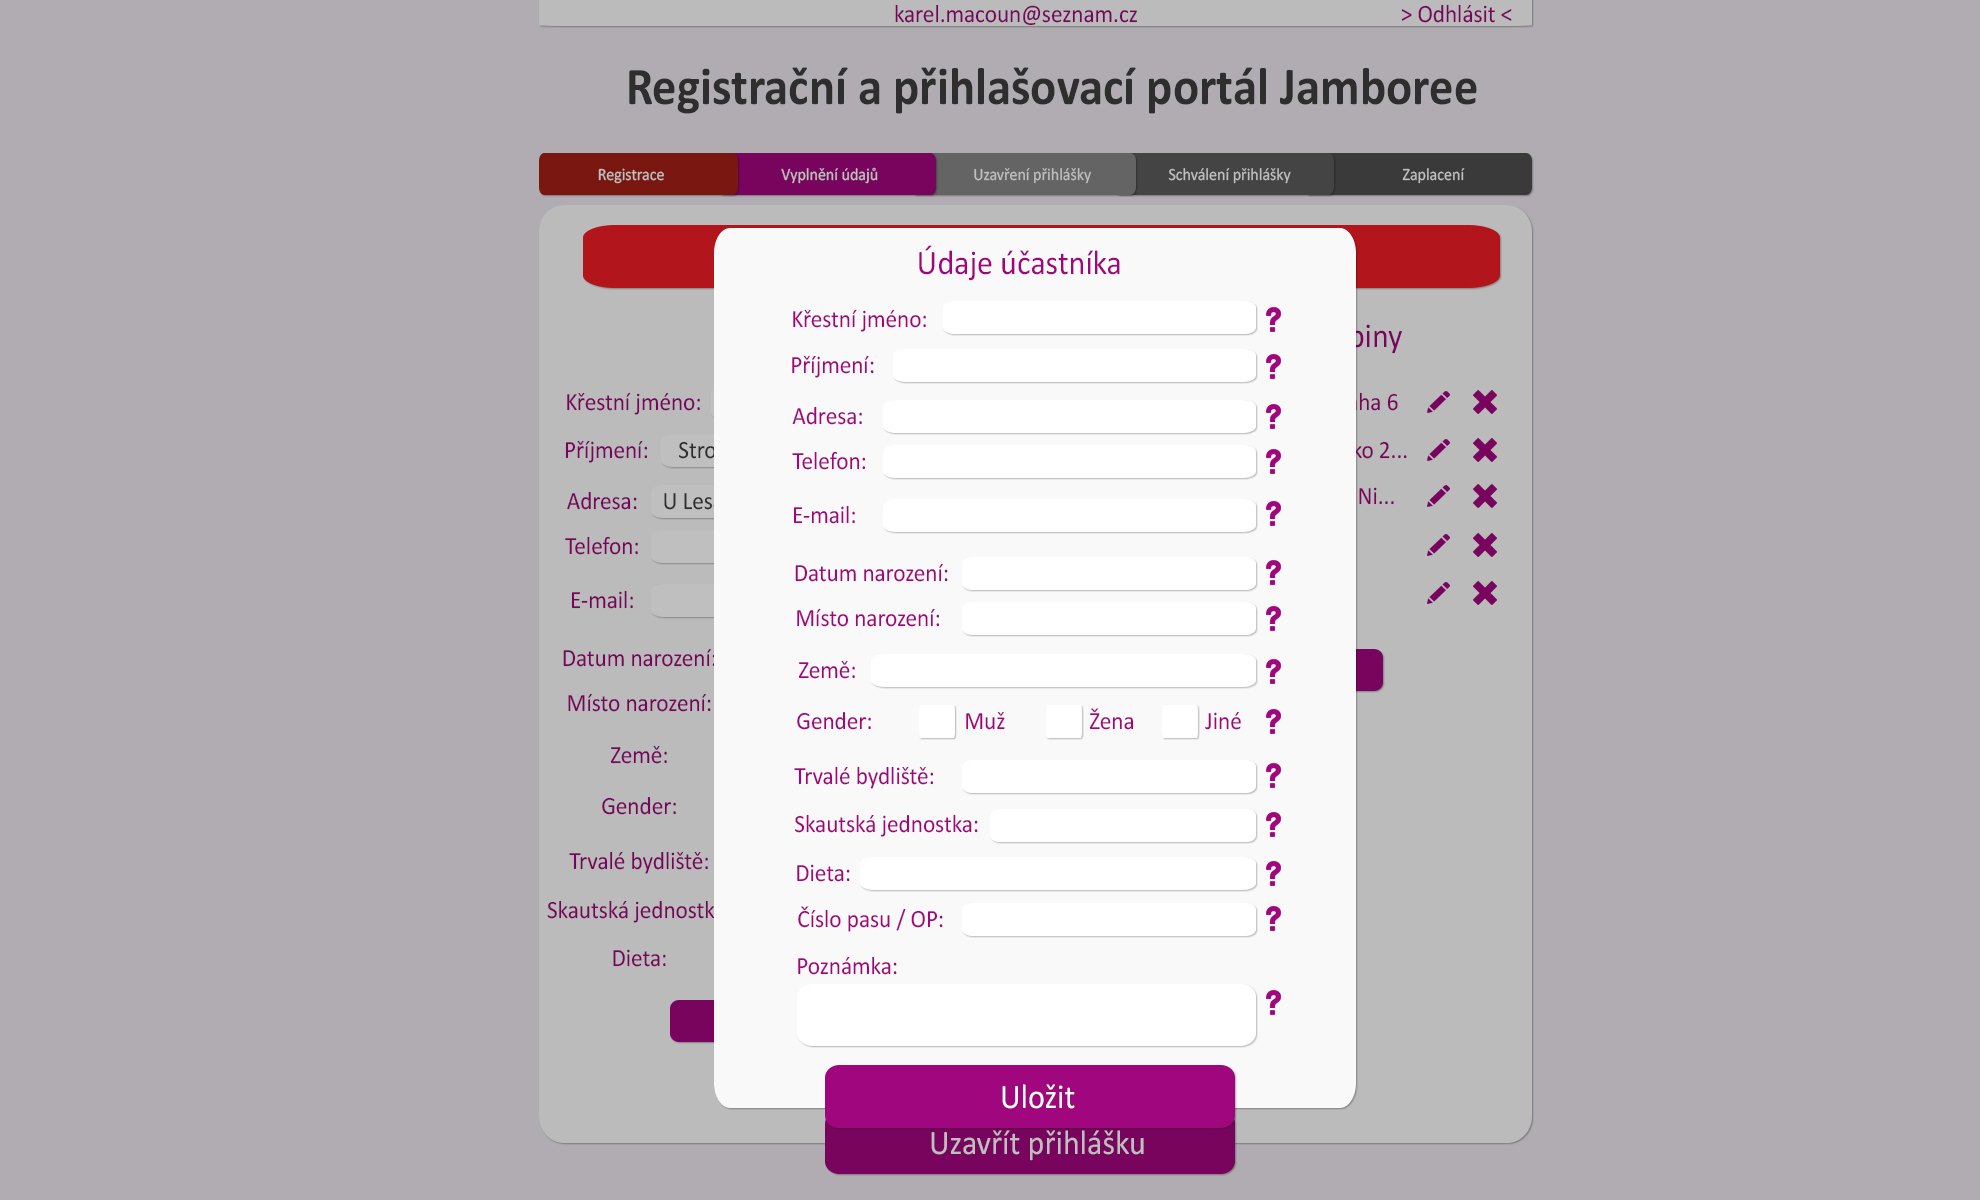 karel.macoun@seznam.cz > Odhlásit <
Registrační a přihlašovací portál Jamboree
Registrace Vyplnění údajů Uzavření přihlášky Schválení přihlášky Zaplacení
Údaje účastníka
Křestní jméno: ?
Příjmení: ?
Adresa: ?
Telefon: ?
E-mail: ?
Datum narození: ?
Místo narození: ?
Země: ?
Gender: Muž Žena Jiné ?
Trvalé bydliště: ?
Skautská jednostka: ?
Dieta: ?
Číslo pasu / OP: ?
Poznámka:
?
Uložit
Uzavřít přihlášku
Křestní jméno:
Příjmení: Stro
Adresa: U Les
Telefon:
E-mail:
Datum narození:
Místo narození:
Země:
Gender:
Trvalé bydliště:
Skautská jednostk
Dieta:
piny
ha 6
ko 2...
Ni...